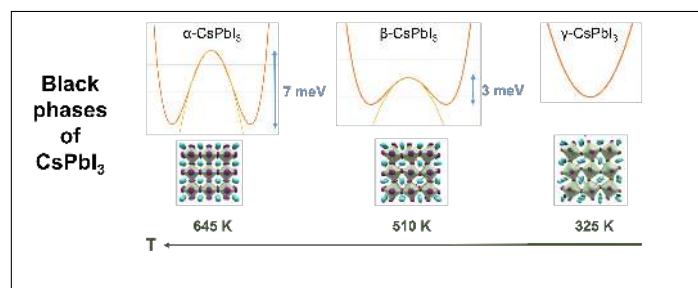 α-CsPbI₃
β-CsPbI₃
γ-CsPbI₃
Black
phases
of
CsPbI₃
7 meV
3 meV
645 K
510 K
325 K
T